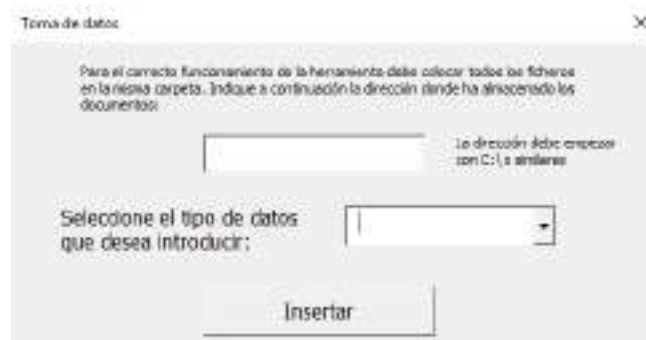 Toma de datos
Para el correcto funcionamiento de la herramienta debe colocar todos los ficheros
en la misma carpeta. Indique a continuación la dirección donde ha almacenado los
documentos:
La dirección debe empezar
con C:\ o similares
Seleccione el tipo de datos
que desea introducir:
Insertar